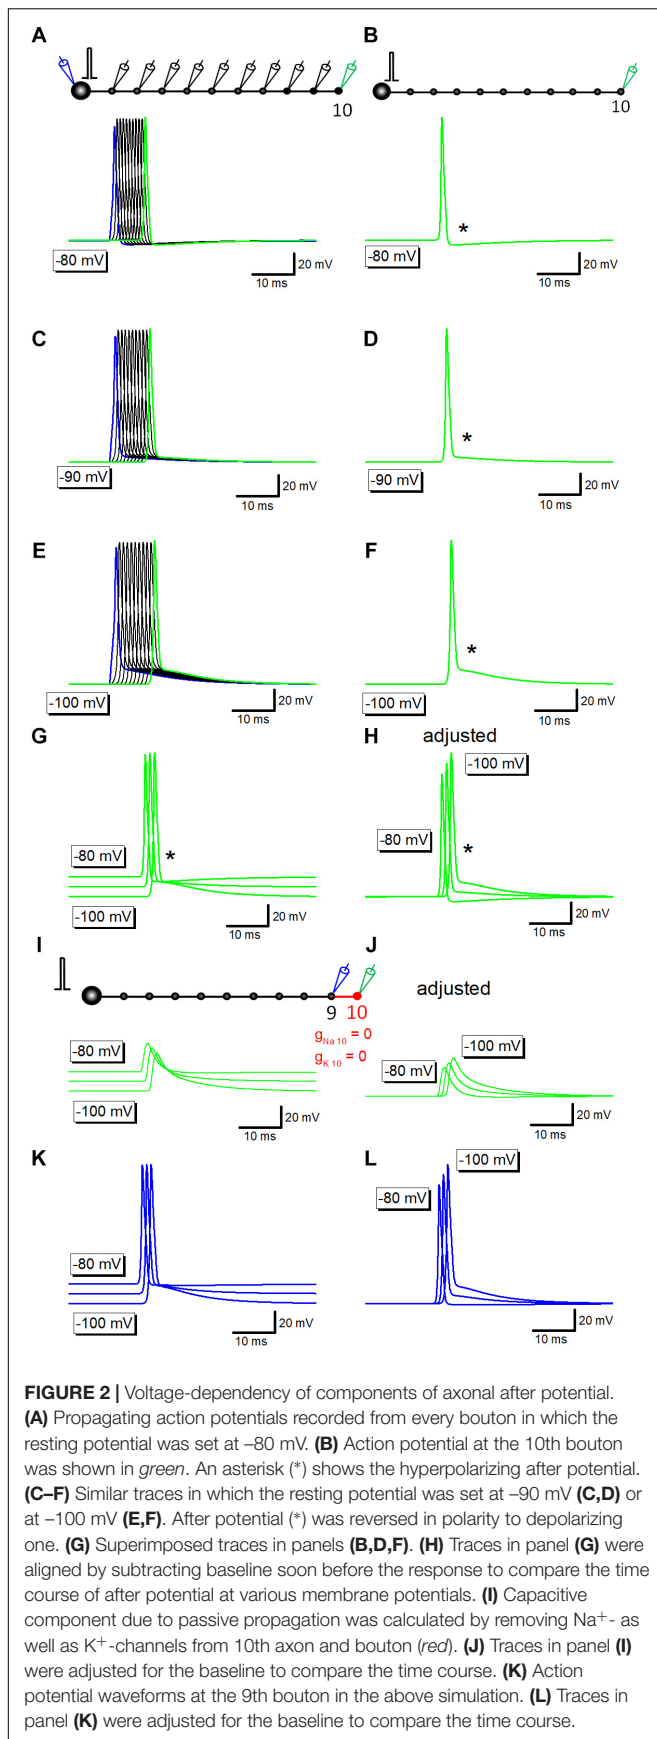 A
B
10
10
-80 mV
20 mV
10 ms
-80 mV
20 mV
10 ms
C
D
*
-90 mV
20 mV
10 ms
*
-90 mV
20 mV
10 ms
E
F
-100 mV
20 mV
10 ms
*
-100 mV
20 mV
10 ms
G
H
adjusted
-80 mV
*
-100 mV
20 mV
10 ms
-100 mV
-80 mV
*
20 mV
10 ms
I
J
9
10
gNa 10 = 0
gK 10 = 0
adjusted
-80 mV
-100 mV
20 mV
10 ms
-100 mV
-80 mV
20 mV
10 ms
K
L
-80 mV
-100 mV
20 mV
10 ms
-100 mV
-80 mV
20 mV
10 ms
FIGURE 2 | Voltage-dependency of components of axonal after potential.
(A) Propagating action potentials recorded from every bouton in which the
resting potential was set at –80 mV. (B) Action potential at the 10th bouton
was shown in green. An asterisk (*) shows the hyperpolarizing after potential.
(C–F) Similar traces in which the resting potential was set at –90 mV (C,D) or
at –100 mV (E,F). After potential (*) was reversed in polarity to depolarizing
one. (G) Superimposed traces in panels (B,D,F). (H) Traces in panel (G) were
aligned by subtracting baseline soon before the response to compare the time
course of after potential at various membrane potentials. (I) Capacitive
component due to passive propagation was calculated by removing Na+- as
well as K+-channels from 10th axon and bouton (red). (J) Traces in panel (I)
were adjusted for the baseline to compare the time course. (K) Action
potential waveforms at the 9th bouton in the above simulation. (L) Traces in
panel (K) were adjusted for the baseline to compare the time course.